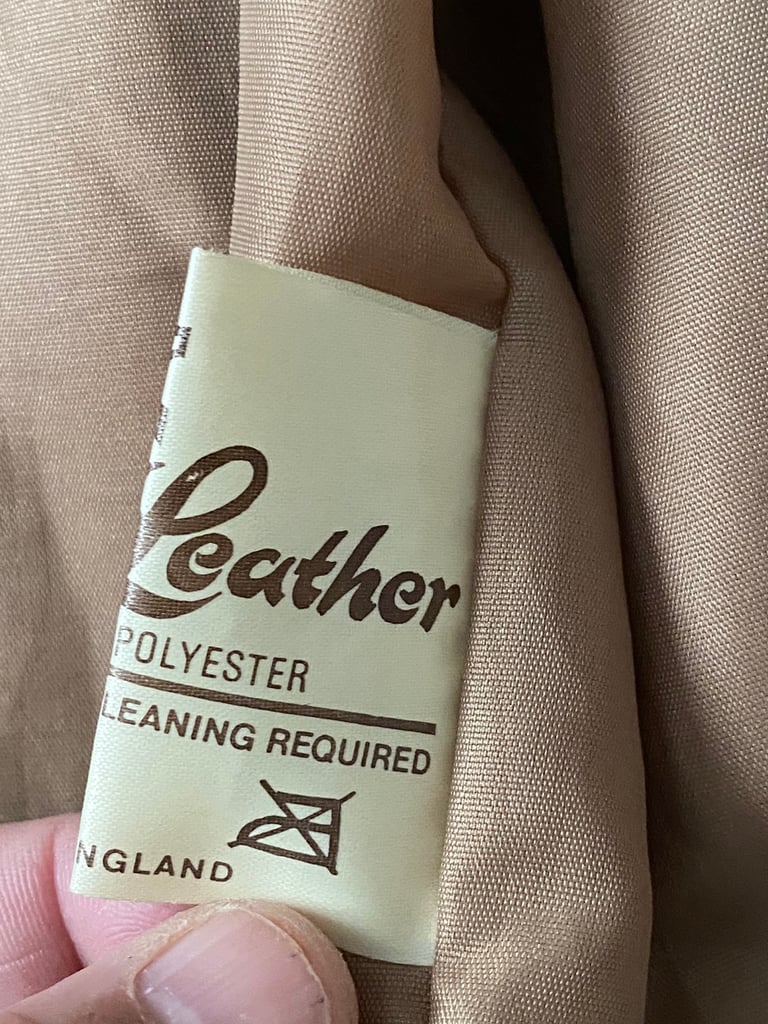 Leather
POLYESTER
LEANING REQUIRED
NGLAND